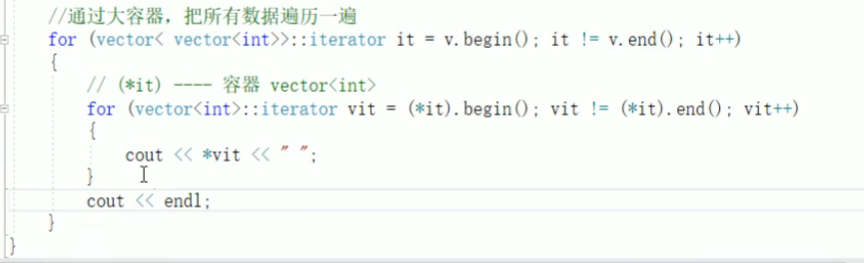 //通过大容器，把所有数据遍历一遍
for (vector< vector<int>>::iterator it = v.begin(); it != v.end(); it++)
{
// (*it) ---- 容器 vector<int>
for (vector<int>::iterator vit = (*it).begin(); vit != (*it).end(); vit++)
{
cout << *vit << " ";
}
cout << endl;
}
}